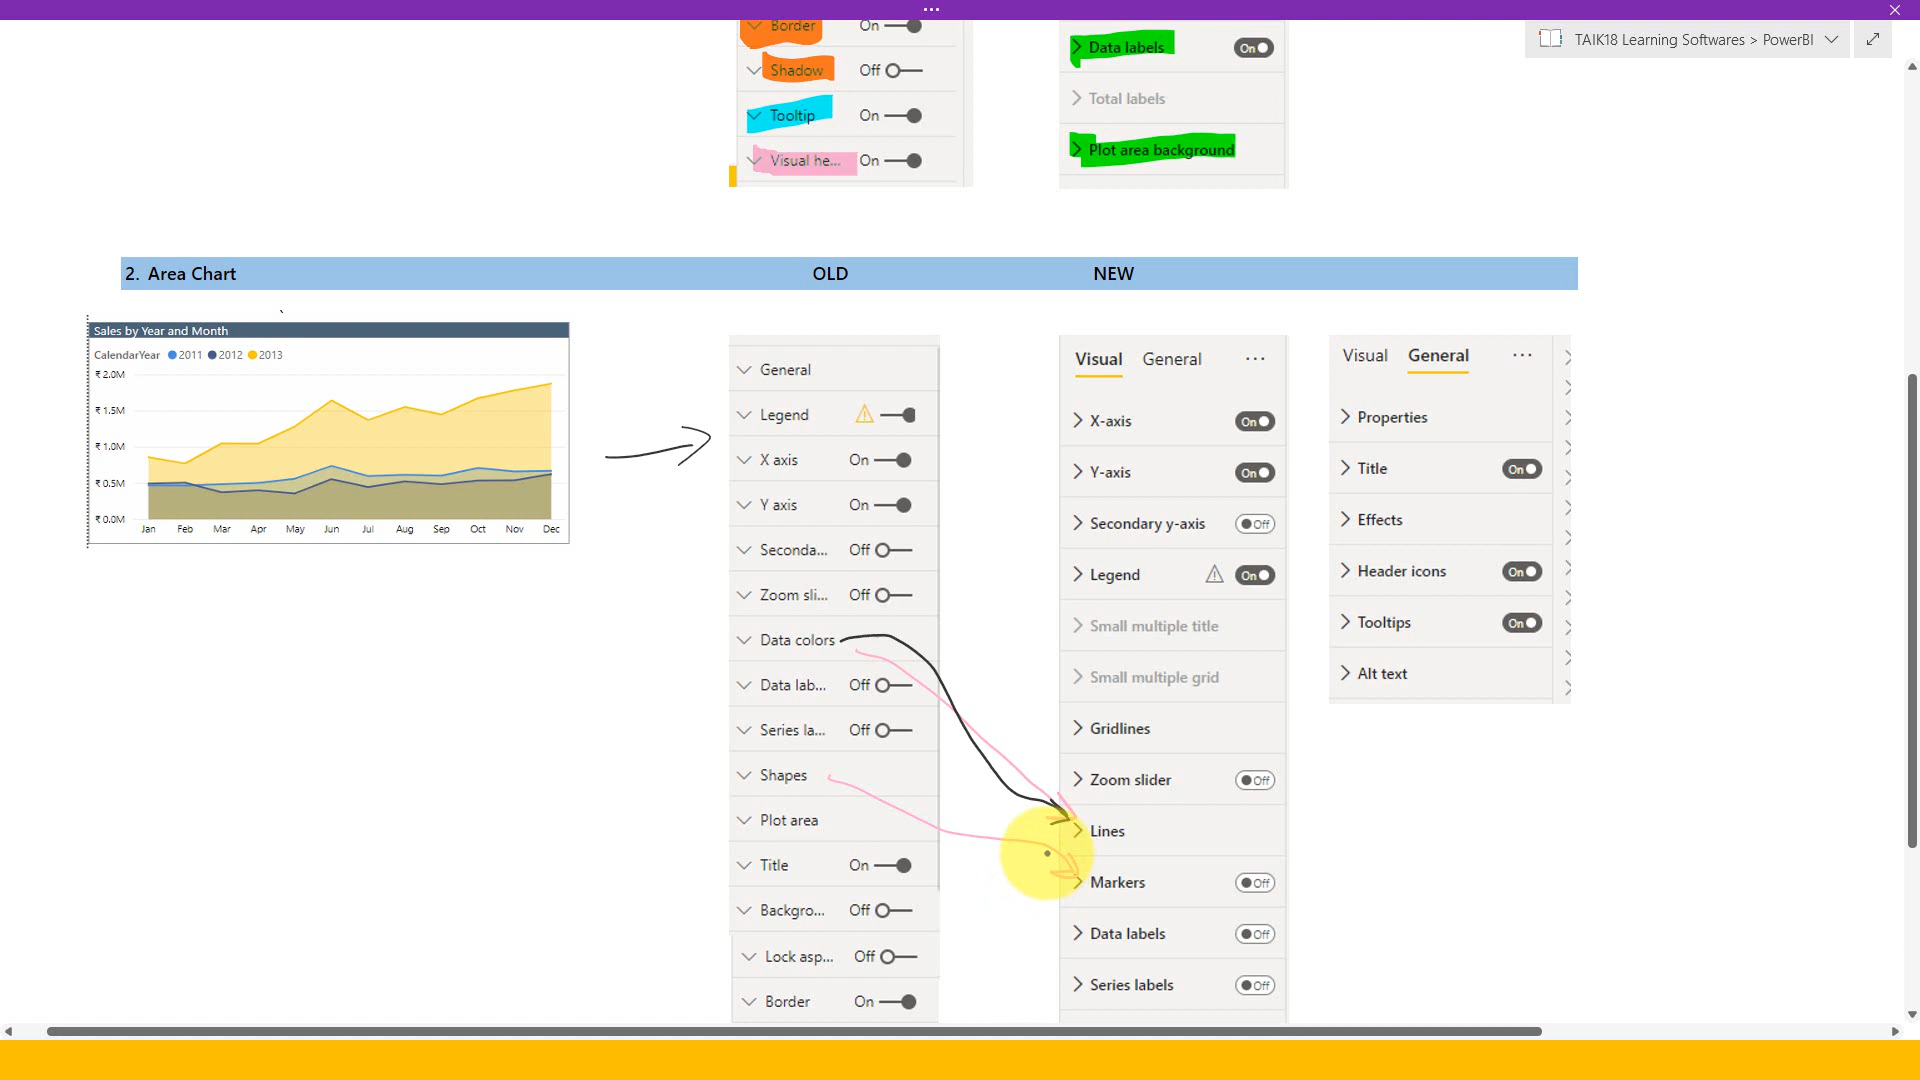 TAIK18 Learning Softwares > PowerBI
Border On
Shadow Off
Tooltip On
Visual he... On
Data labels On
Total labels
Plot area background
2. Area Chart OLD NEW
Sales by Year and Month
CalendarYear 2011 2012 2013
₹ 2.0M
₹ 1.5M
₹ 1.0M
₹ 0.5M
₹ 0.0M
Jan Feb Mar Apr May Jun Jul Aug Sep Oct Nov Dec
General
Legend
X axis On
Y axis On
Seconda... Off
Zoom sli... Off
Data colors
Data lab... Off
Series la... Off
Shapes
Plot area
Title On
Backgro... Off
Lock asp... Off
Border On
Visual General ...
X-axis On
Y-axis On
Secondary y-axis Off
Legend On
Small multiple title
Small multiple grid
Gridlines
Zoom slider Off
Lines
Markers Off
Data labels Off
Series labels Off
Visual General ...
Properties
Title On
Effects
Header icons On
Tooltips On
Alt text